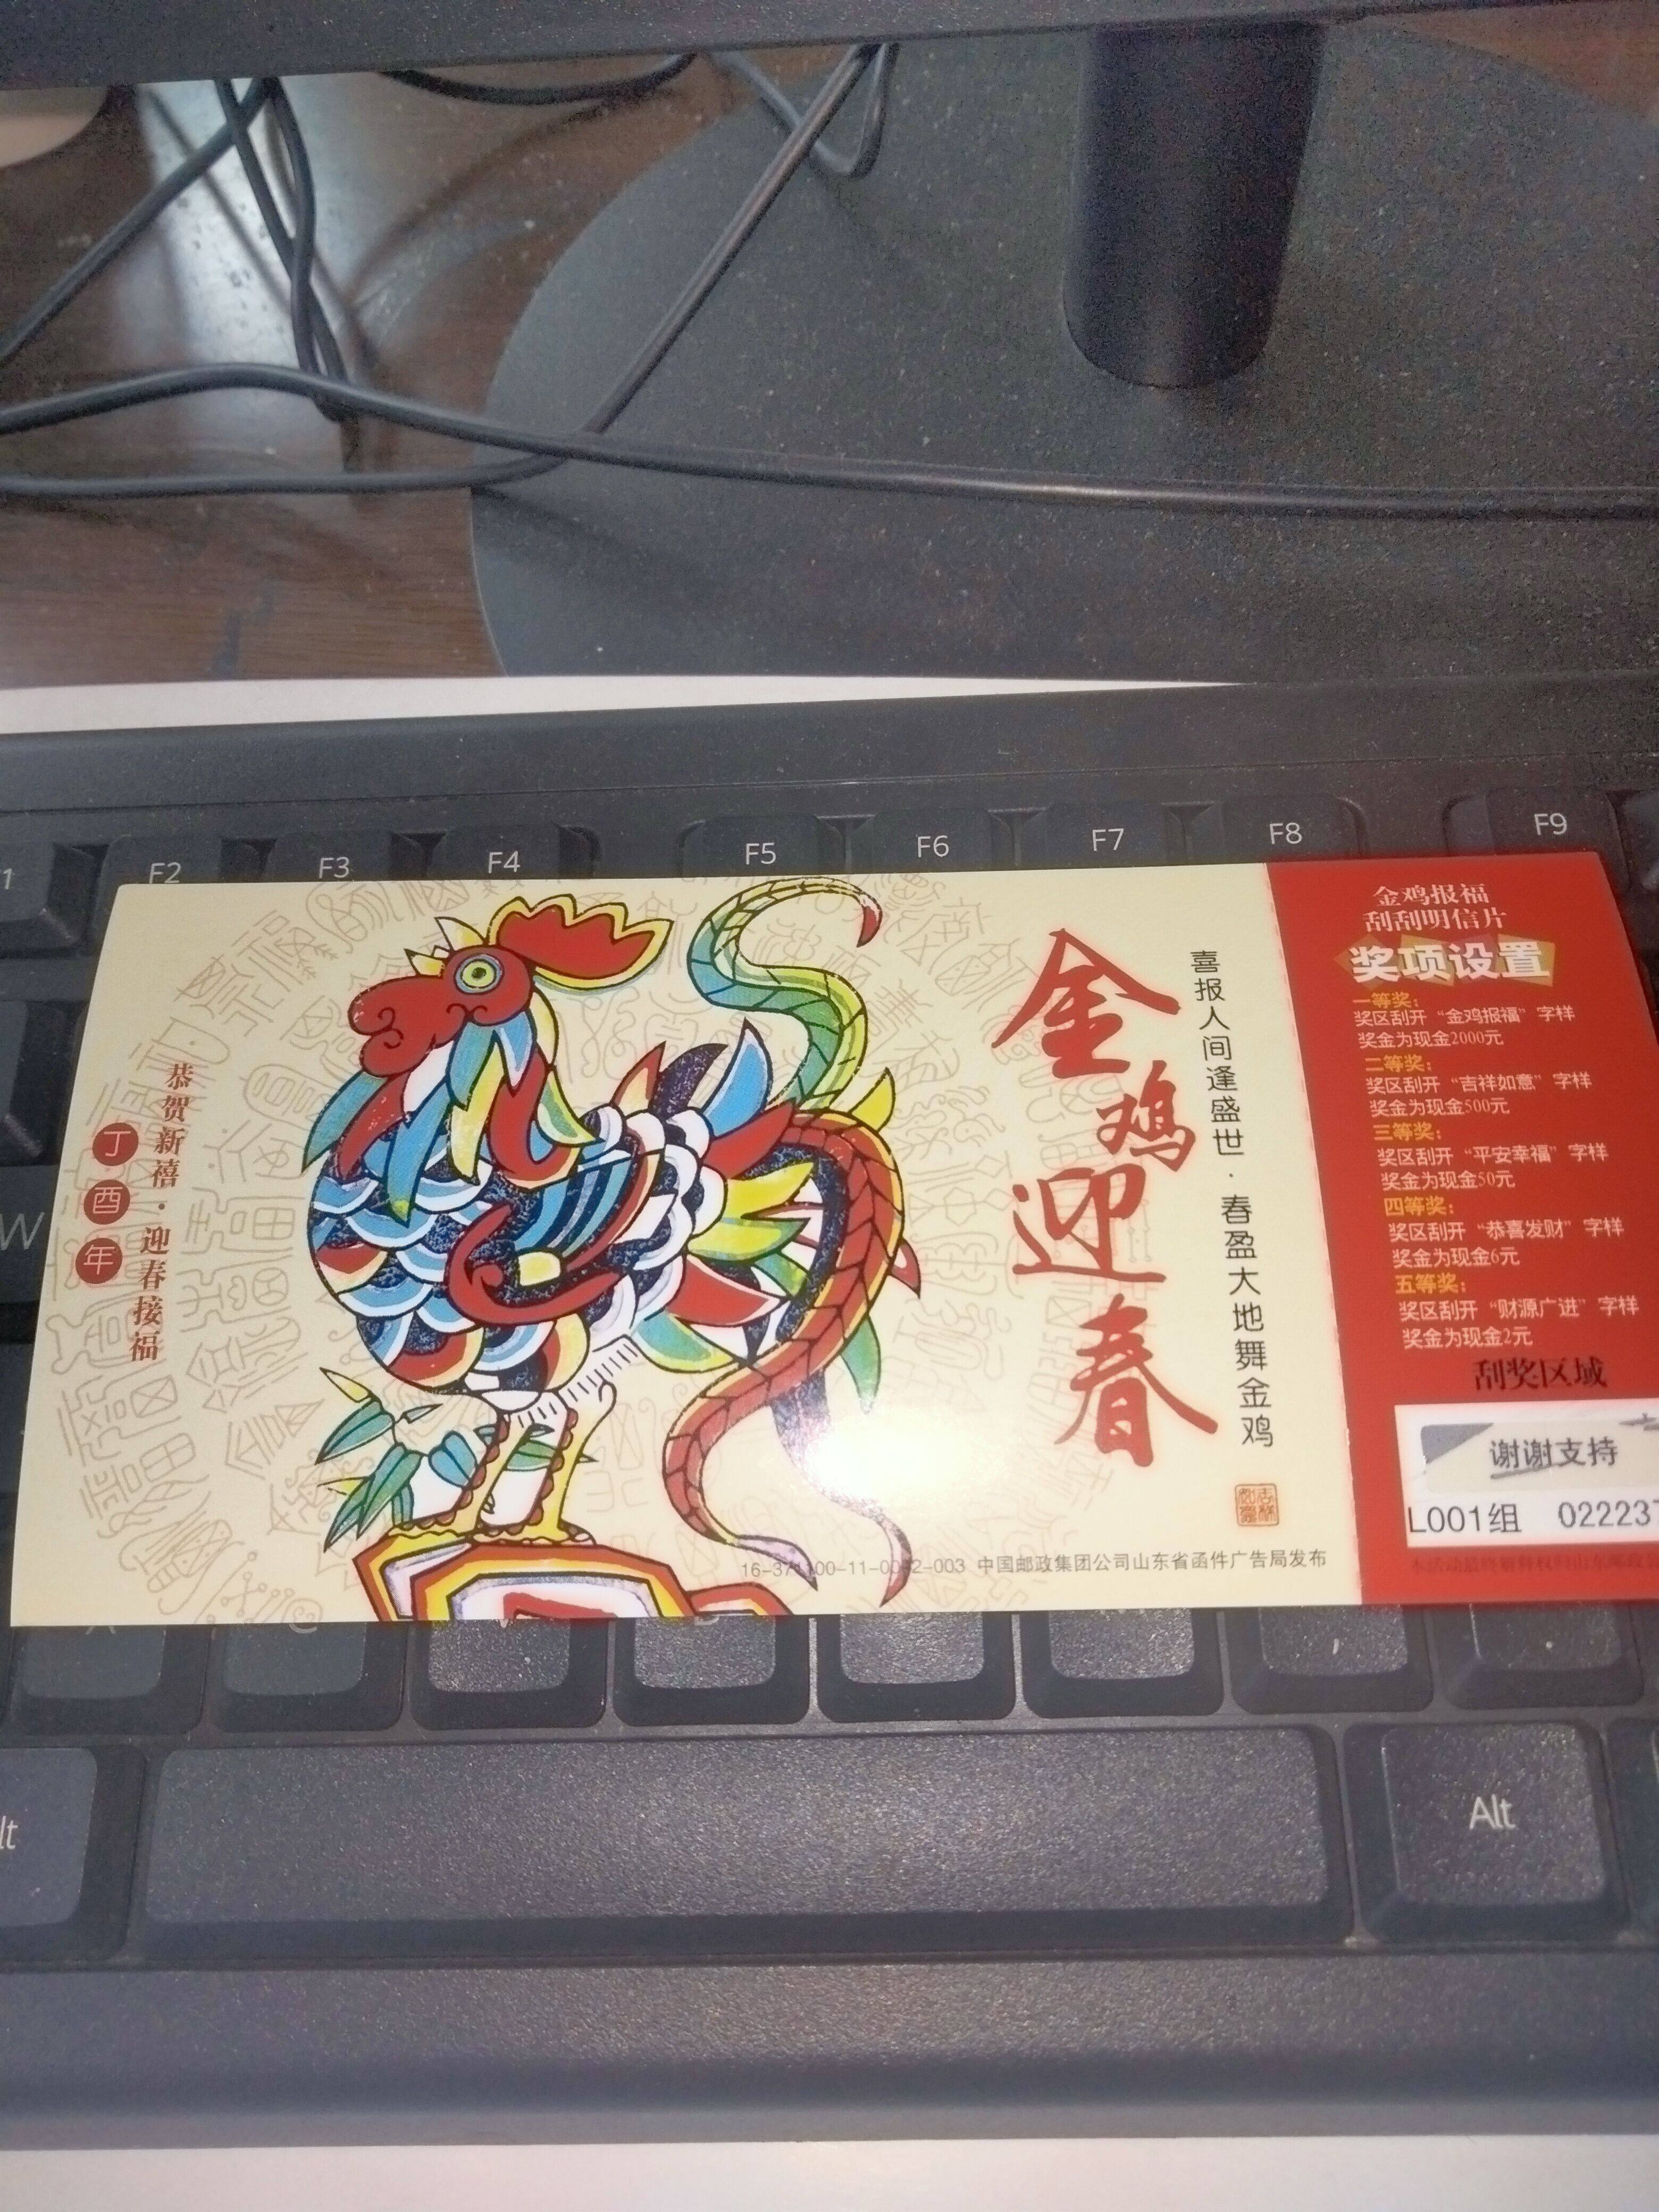 F2
F3
F4
F5
F6
F7
F8
F9
W
恭贺新禧·迎春接福
丁酉年
金鸡迎春
喜报人间逢盛世·春盈大地舞金鸡
中国邮政集团公司山东省函件广告局发布
金鸡报福
刮刮明信片
奖项设置
一等奖:
奖区刮开“金鸡报福”字样
奖金为现金2000元
二等奖:
奖区刮开“吉祥如意”字样
奖金为现金500元
三等奖:
奖区刮开“平安幸福”字样
奖金为现金50元
四等奖:
奖区刮开“恭喜发财”字样
奖金为现金6元
五等奖:
奖区刮开“财源广进”字样
奖金为现金2元
刮奖区域
谢谢支持
L001组 022237
Alt